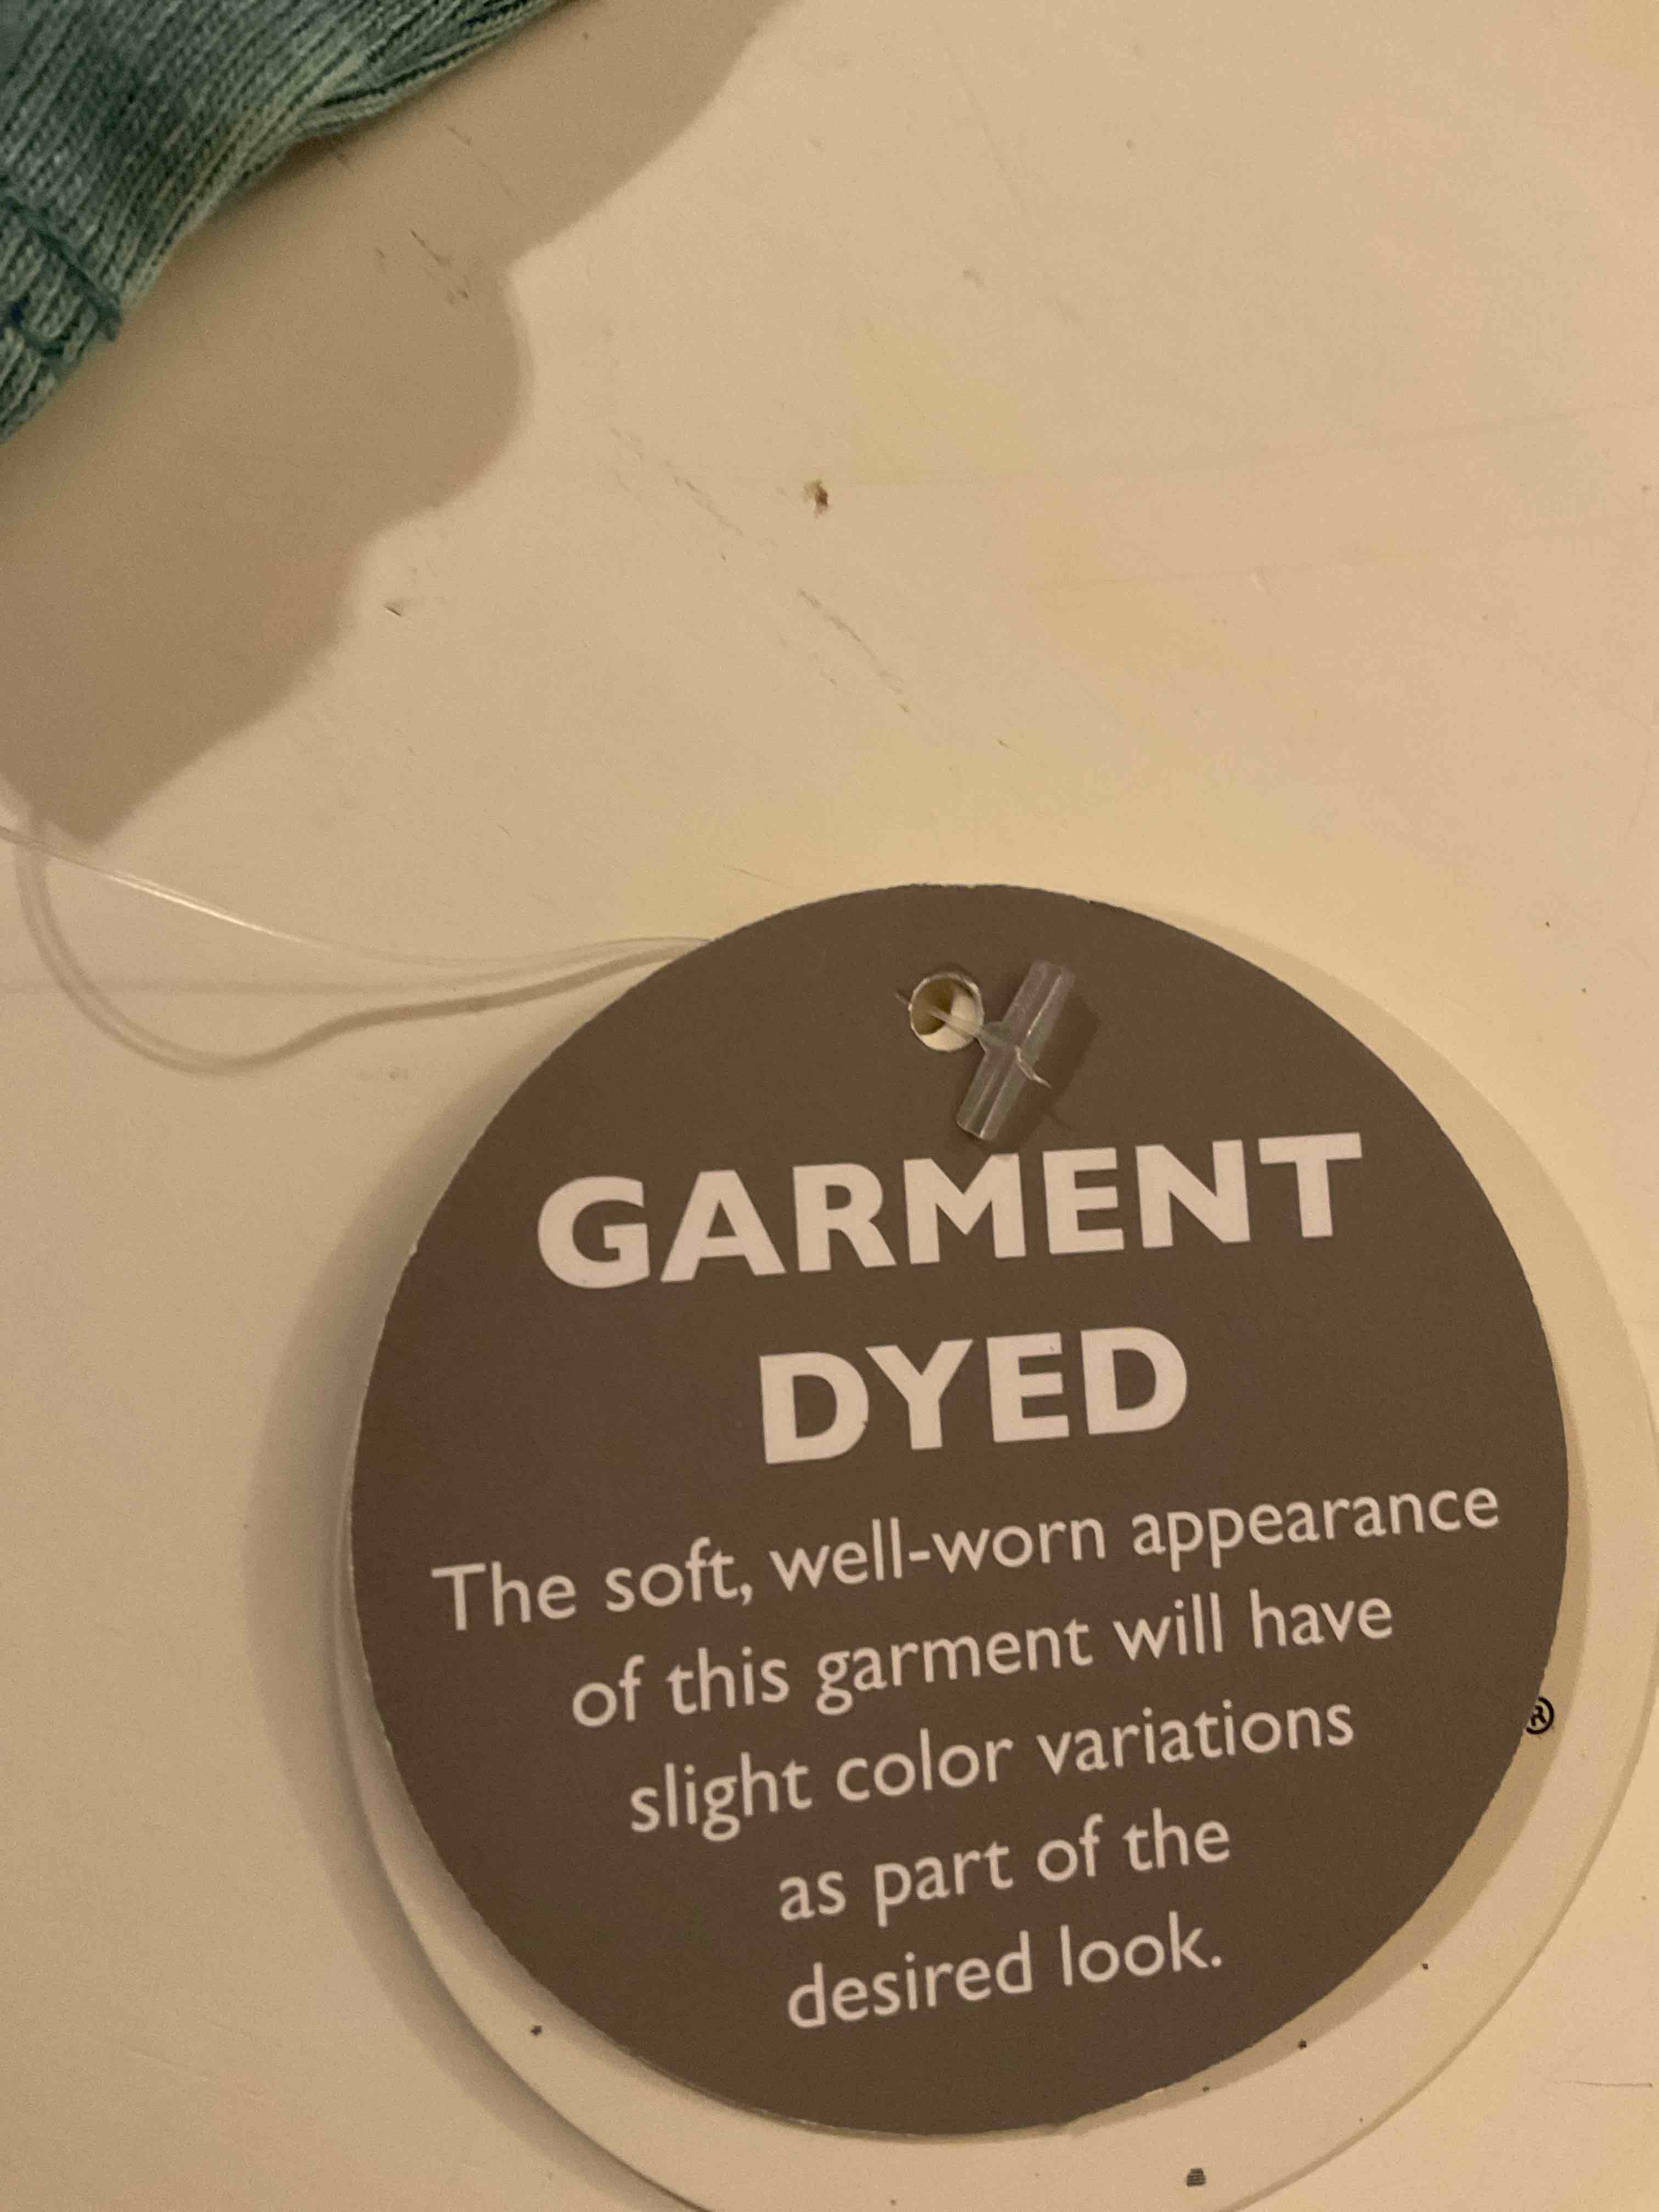 GARMENT
DYED
The soft, well-worn appearance
of this garment will have
slight color variations
as part of the
desired look.
®